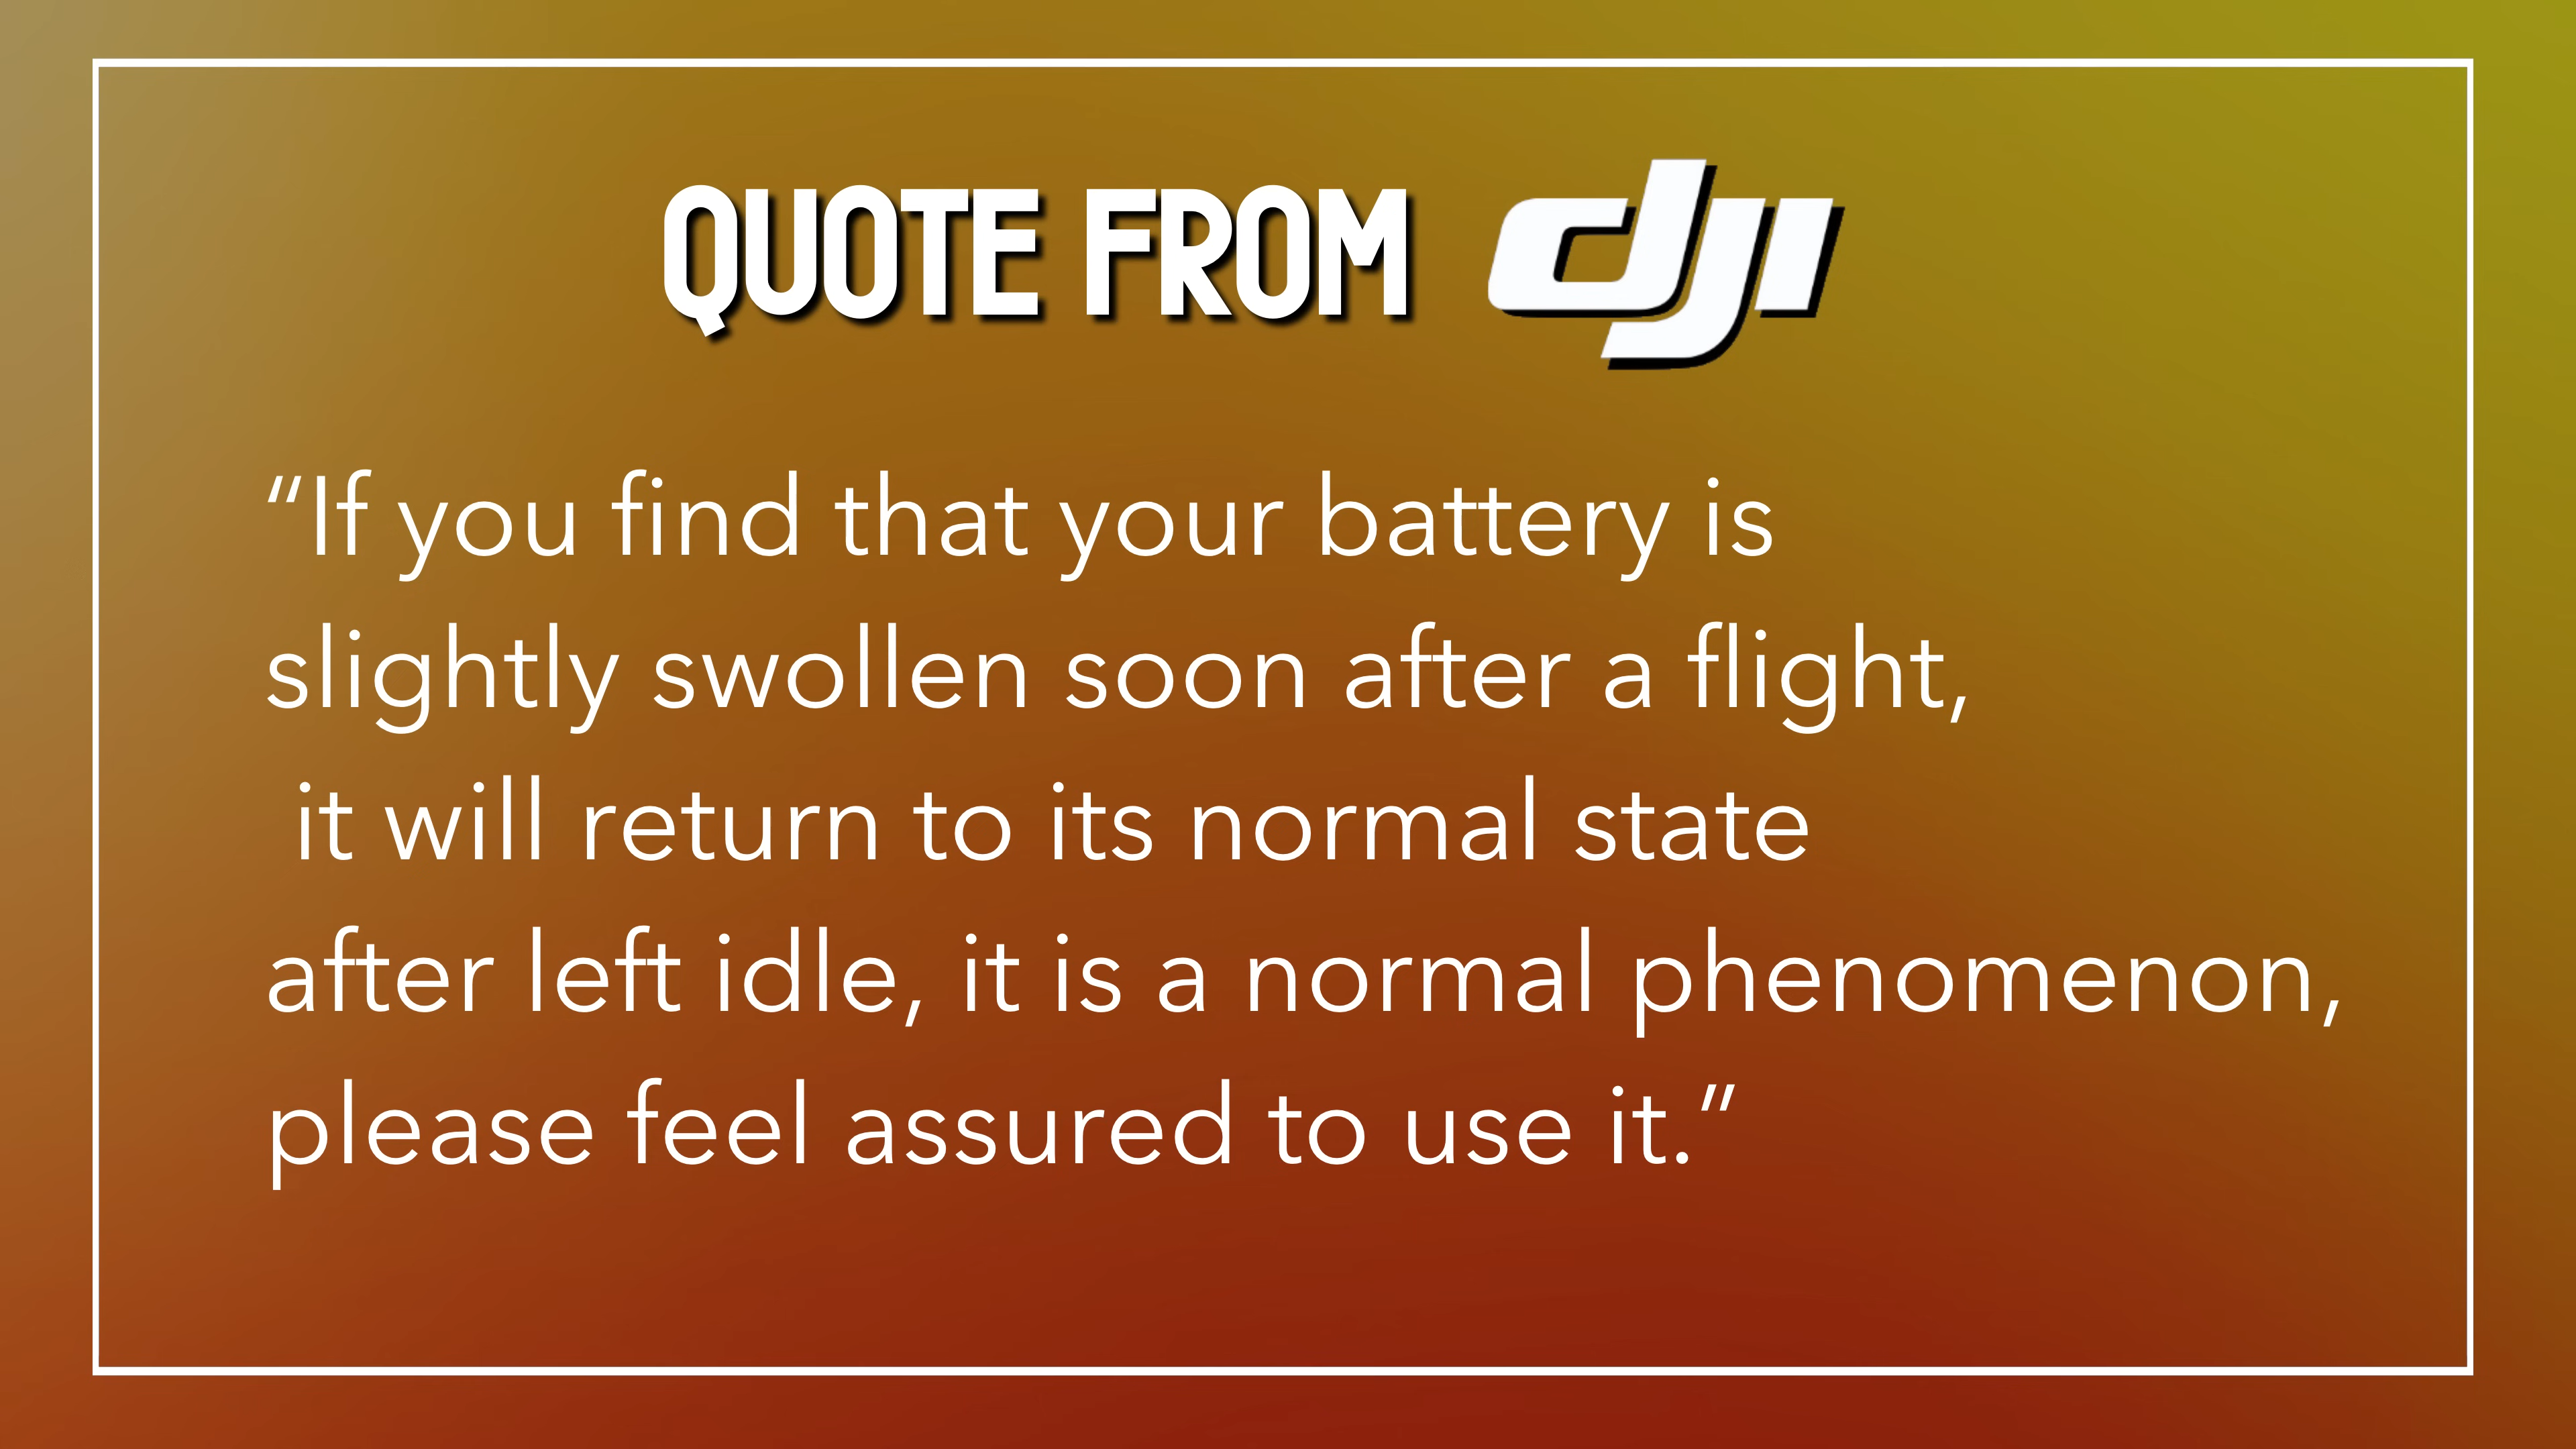 QUOTE FROM dji
“If you find that your battery is
slightly swollen soon after a flight,
it will return to its normal state
after left idle, it is a normal phenomenon,
please feel assured to use it.”